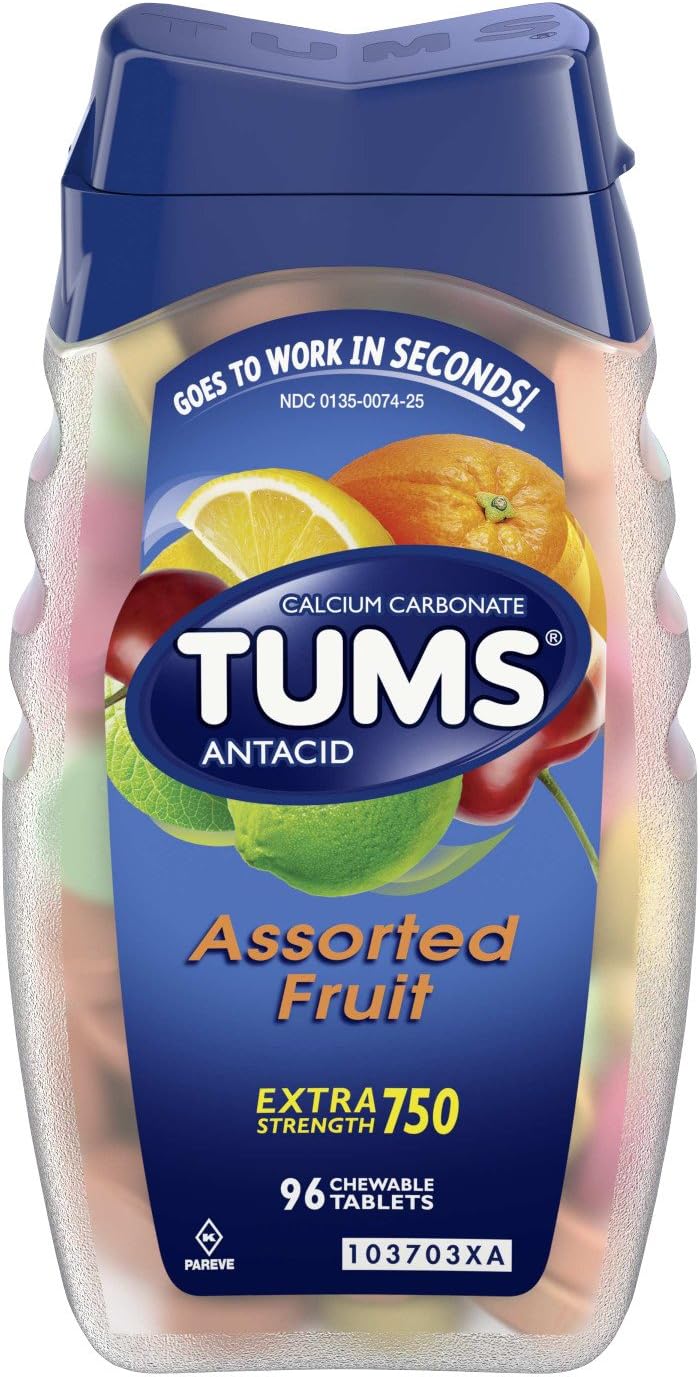 TUMS®
GOES TO WORK IN SECONDS!
NDC 0135-0074-25
CALCIUM CARBONATE
TUMS®
ANTACID
Assorted
Fruit
EXTRA
STRENGTH 750
96 CHEWABLE
TABLETS
K
PAREVE
103703XA